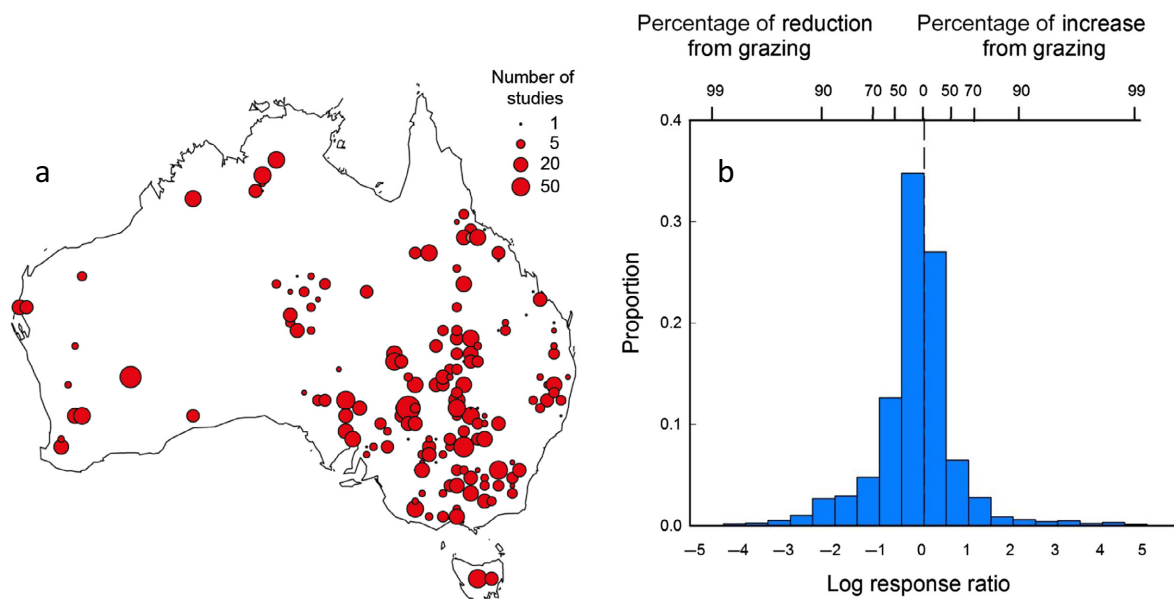 a
Number of
studies
1
5
20
50
Percentage of reduction
from grazing
Percentage of increase
from grazing
99 90 70 50 0 50 70 90 99
b
0.4
0.3
0.2
0.1
0.0
Proportion
–5 –4 –3 –2 –1 0 1 2 3 4 5
Log response ratio